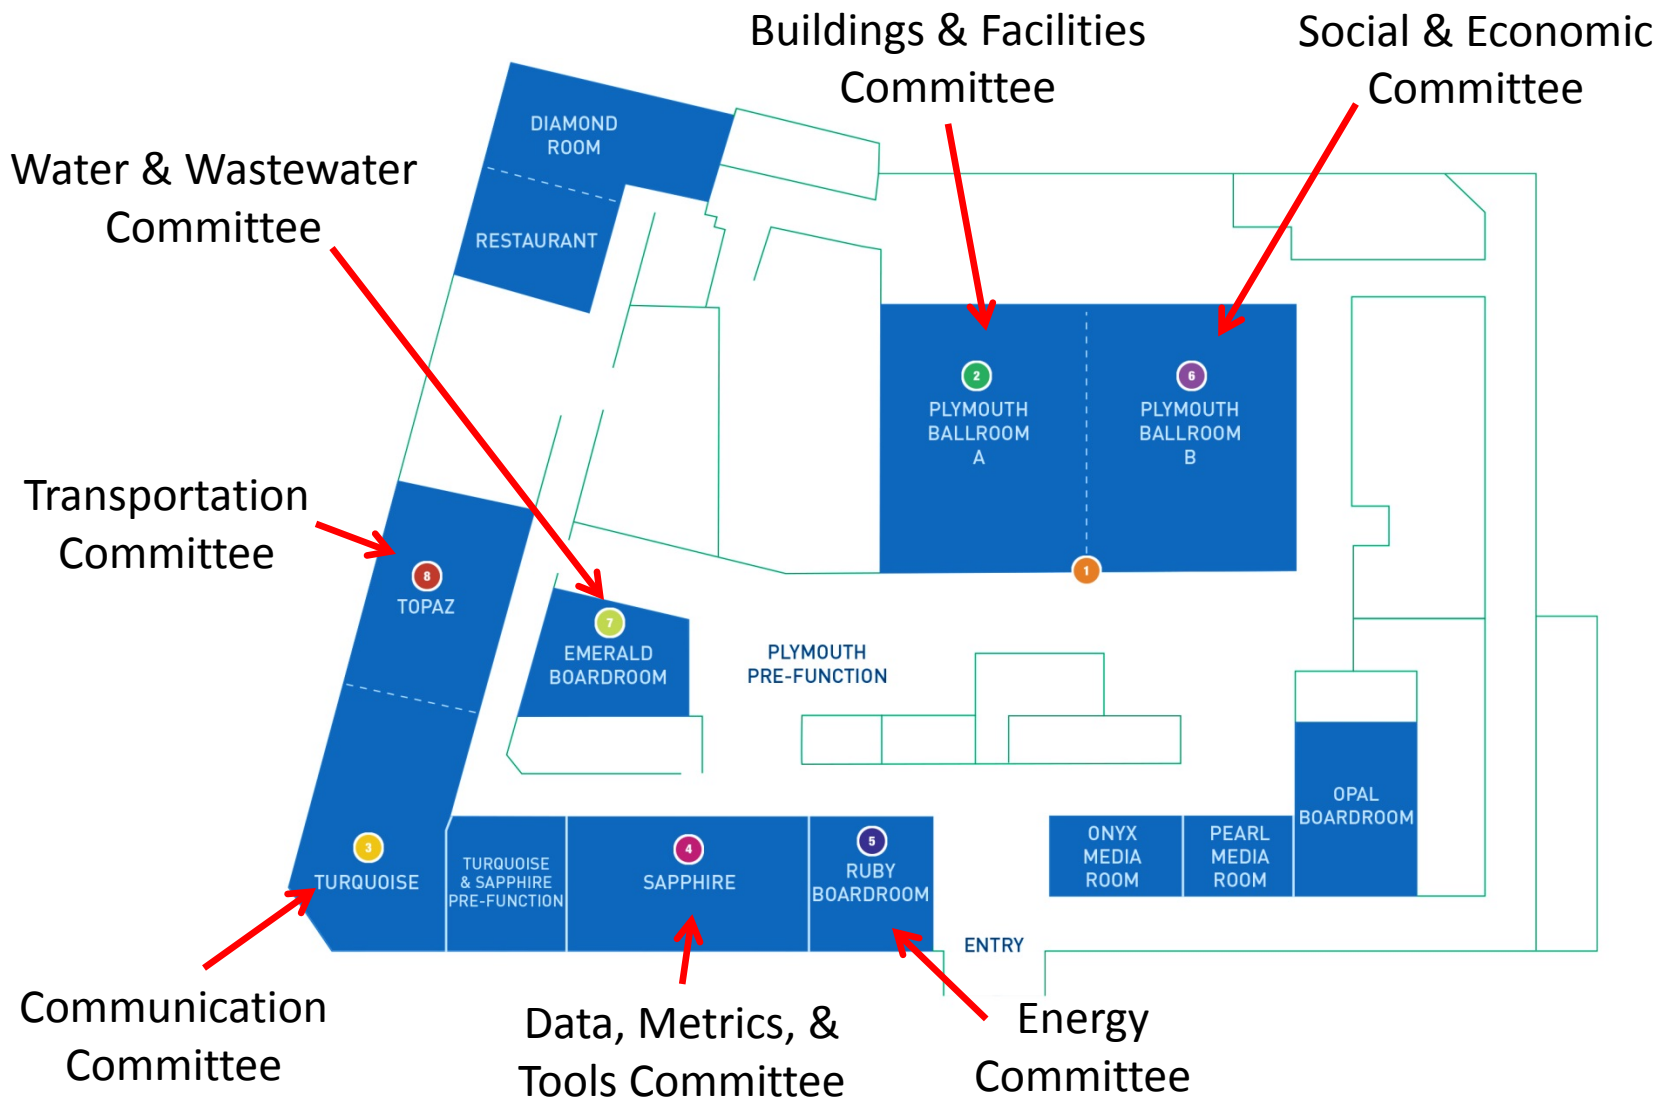 Buildings & Facilities
Committee
Social & Economic
Committee
Water & Wastewater
Committee
DIAMOND
ROOM
RESTAURANT
2
PLYMOUTH
BALLROOM
A
6
PLYMOUTH
BALLROOM
B
1
Transportation
Committee
8
TOPAZ
7
EMERALD
BOARDROOM
PLYMOUTH
PRE-FUNCTION
3
TURQUOISE
TURQUOISE
& SAPPHIRE
PRE-FUNCTION
4
SAPPHIRE
5
RUBY
BOARDROOM
ENTRY
ONYX
MEDIA
ROOM
PEARL
MEDIA
ROOM
OPAL
BOARDROOM
Communication
Committee
Data, Metrics, &
Tools Committee
Energy
Committee